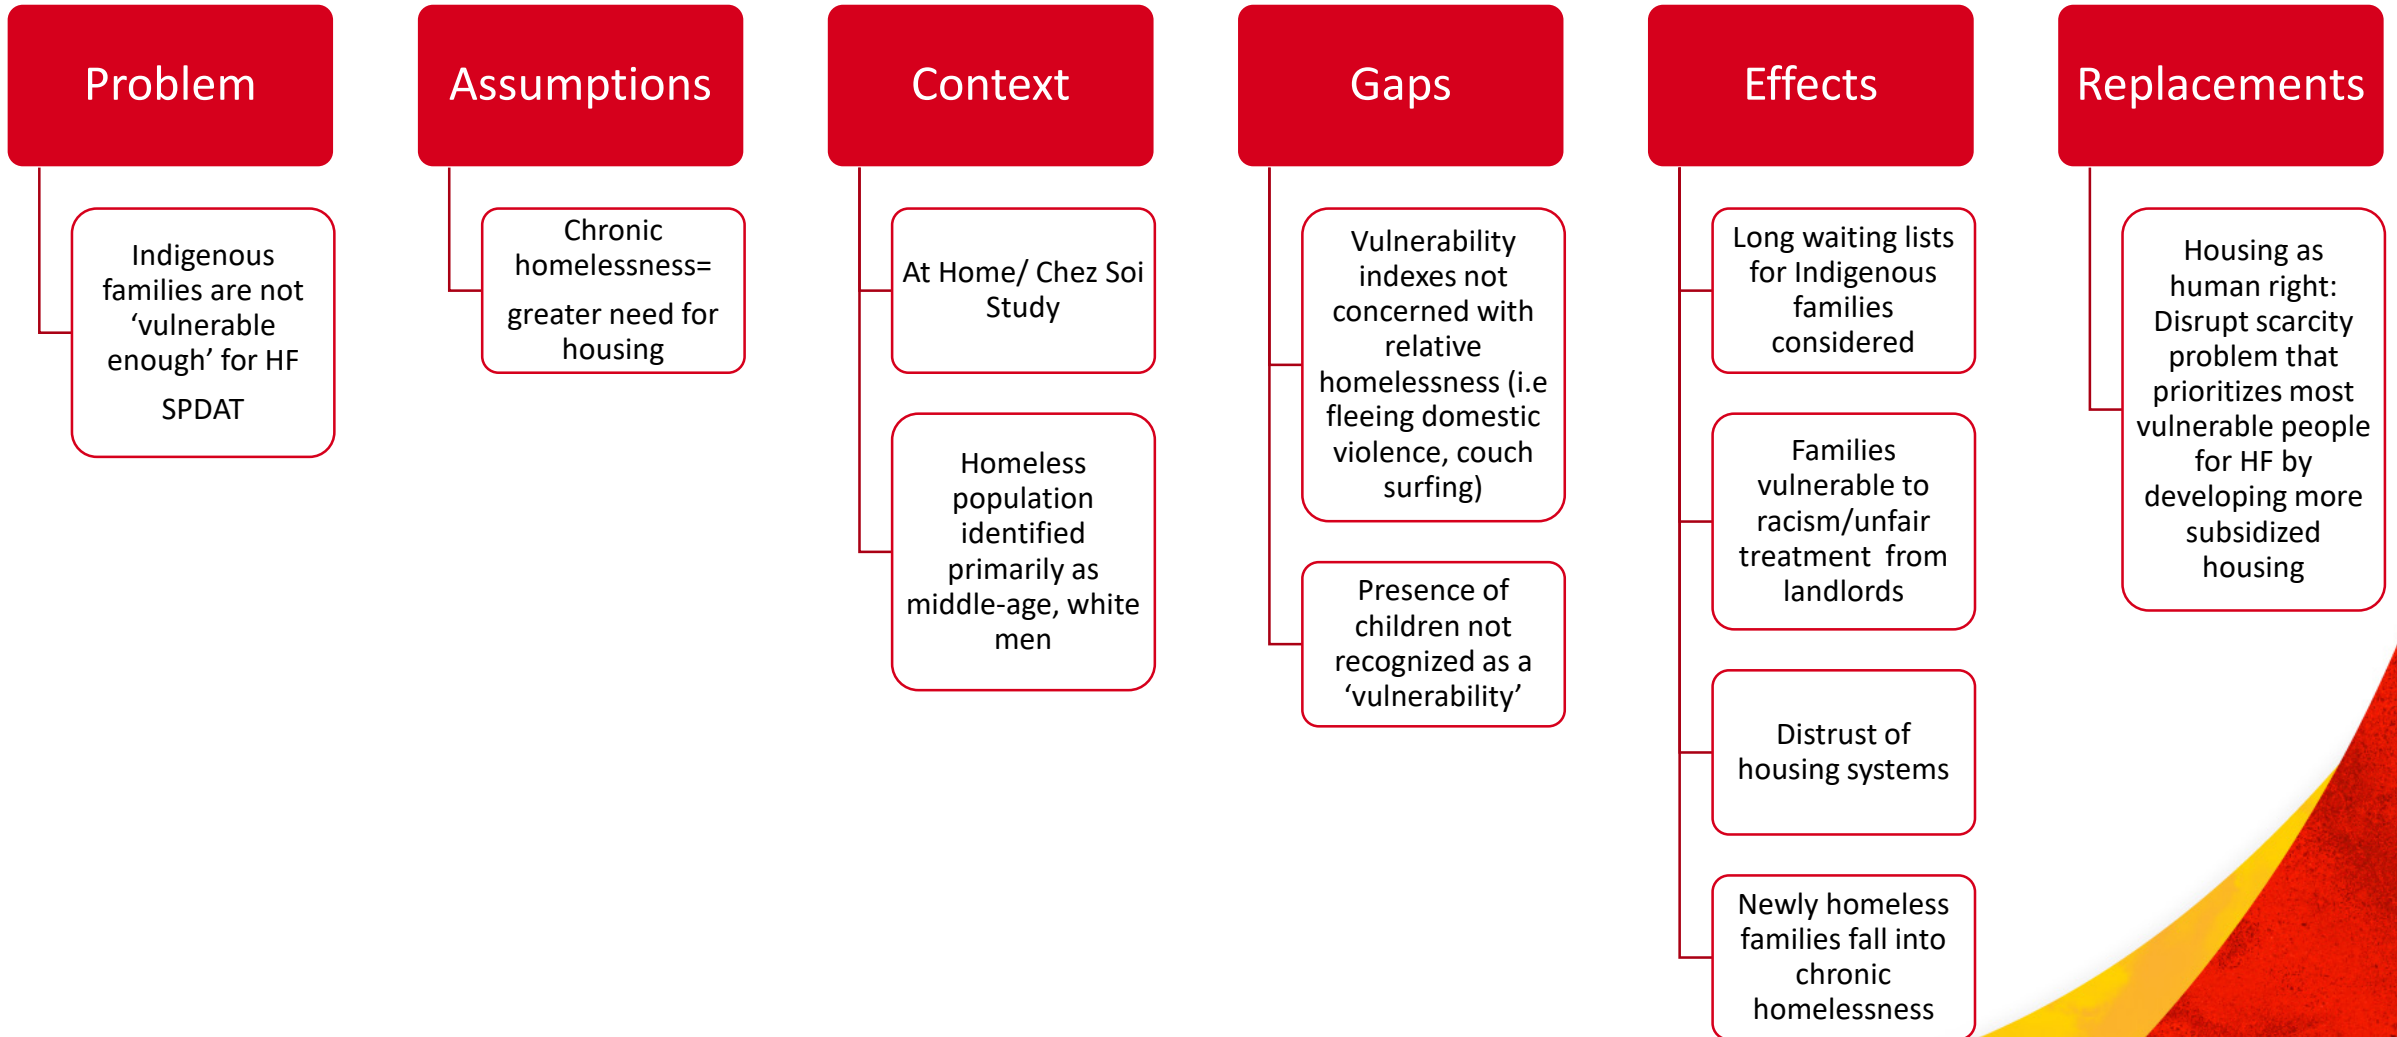 Problem
Indigenous
families are not
‘vulnerable
enough’ for HF
SPDAT
Assumptions
Chronic
homelessness=
greater need for
housing
Context
At Home/ Chez Soi
Study
Homeless
population
identified
primarily as
middle-age, white
men
Gaps
Vulnerability
indexes not
concerned with
relative
homelessness (i.e
fleeing domestic
violence, couch
surfing)
Presence of
children not
recognized as a
‘vulnerability’
Effects
Long waiting lists
for Indigenous
families
considered
Families
vulnerable to
racism/unfair
treatment from
landlords
Distrust of
housing systems
Newly homeless
families fall into
chronic
homelessness
Replacements
Housing as
human right:
Disrupt scarcity
problem that
prioritizes most
vulnerable people
for HF by
developing more
subsidized
housing